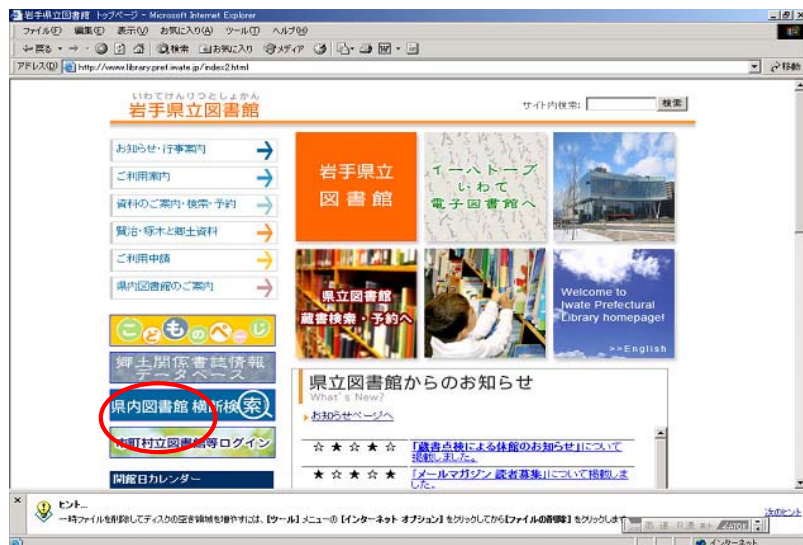 岩手県立図書館 トップページ - Microsoft Internet Explorer
ファイル(F) 編集(E) 表示(V) お気に入り(A) ツール(T) ヘルプ(H)
戻る 検索 お気に入り メディア
アドレス(D) http://www.library.pref.iwate.jp/index2.html 移動
いわてけんりつとしょかん
岩手県立図書館
サイト内検索: 検索
お知らせ・行事案内
ご利用案内
資料のご案内・検索・予約
賢治・啄木と郷土資料
ご利用申請
県内図書館のご案内
岩手県立
図書館
イーハトーブ
いわて
電子図書館へ
県立図書館
蔵書検索・予約へ
Welcome to
Iwate Prefectural
Library homepage!
>>English
こどものぺーじ
郷土関係書誌情報
データベース
県内図書館 横断検索
市町村立図書館等ログイン
開館日カレンダー
県立図書館からのお知らせ
What's New?
お知らせページへ
☆ ★ ☆ ★ ☆ 「蔵書点検による休館のお知らせ」について
掲載しました。
★ ☆ ★ ☆ ★ 「メールマガジン 読者募集」について掲載しま
した。
ヒント...
一時ファイルを削除してディスクの空き領域を増やすには、[ツール] メニューの [インターネット オプション] をクリックしてから[ファイルの削除] をクリックします
次のヒント
インターネット